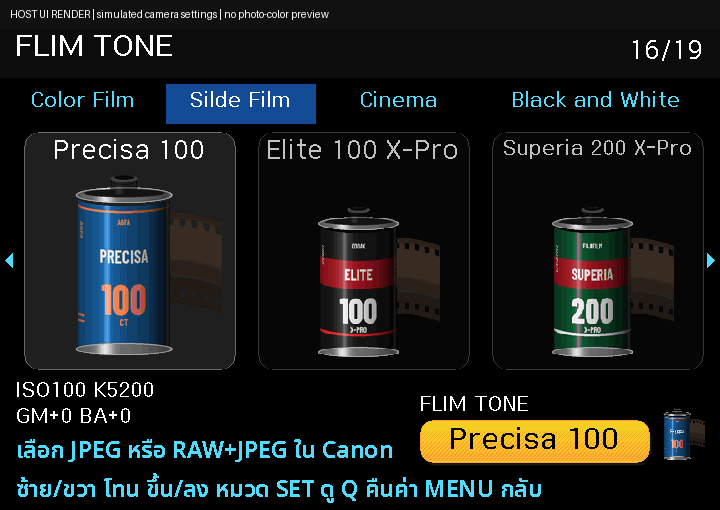 HOST UI RENDER | simulated camera settings | no photo-color preview
FLIM TONE
16/19
Color Film
Silde Film
Cinema
Black and White
Precisa 100
Elite 100 X-Pro
Superia 200 X-Pro
AGFA
PRECISA
100
CT
ELITE
100
X-PRO
SUPERIA
200
X-PRO
ISO100 K5200
GM+0 BA+0
FLIM TONE
Precisa 100
เลือก JPEG หรือ RAW+JPEG ใน Canon
ซ้าย/ขวา โทน ขึ้น/ลง หมวด SET ดู Q คืนค่า MENU กลับ